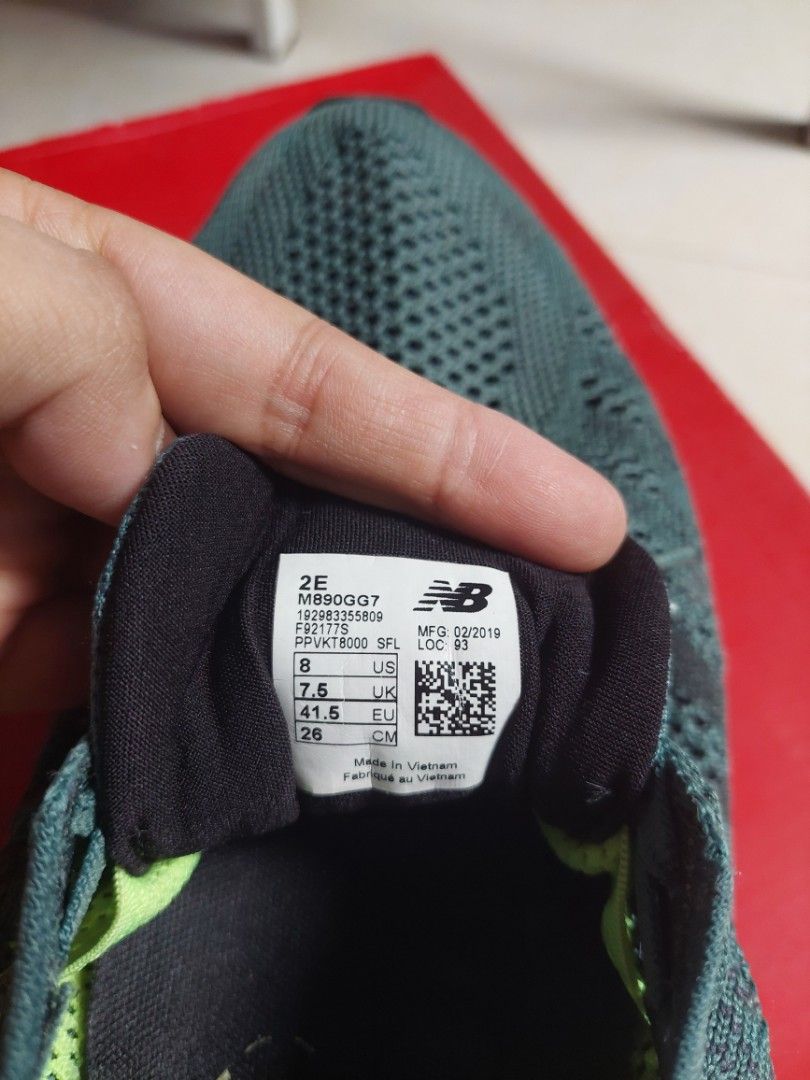 2E
M890GG7
192983355809
F92177S
PPVKT8000 SFL
8 US
7.5 UK
41.5 EU
26 CM
NB
MFG: 02/2019
LOC: 93
Made In Vietnam
Fabriqué au Vietnam